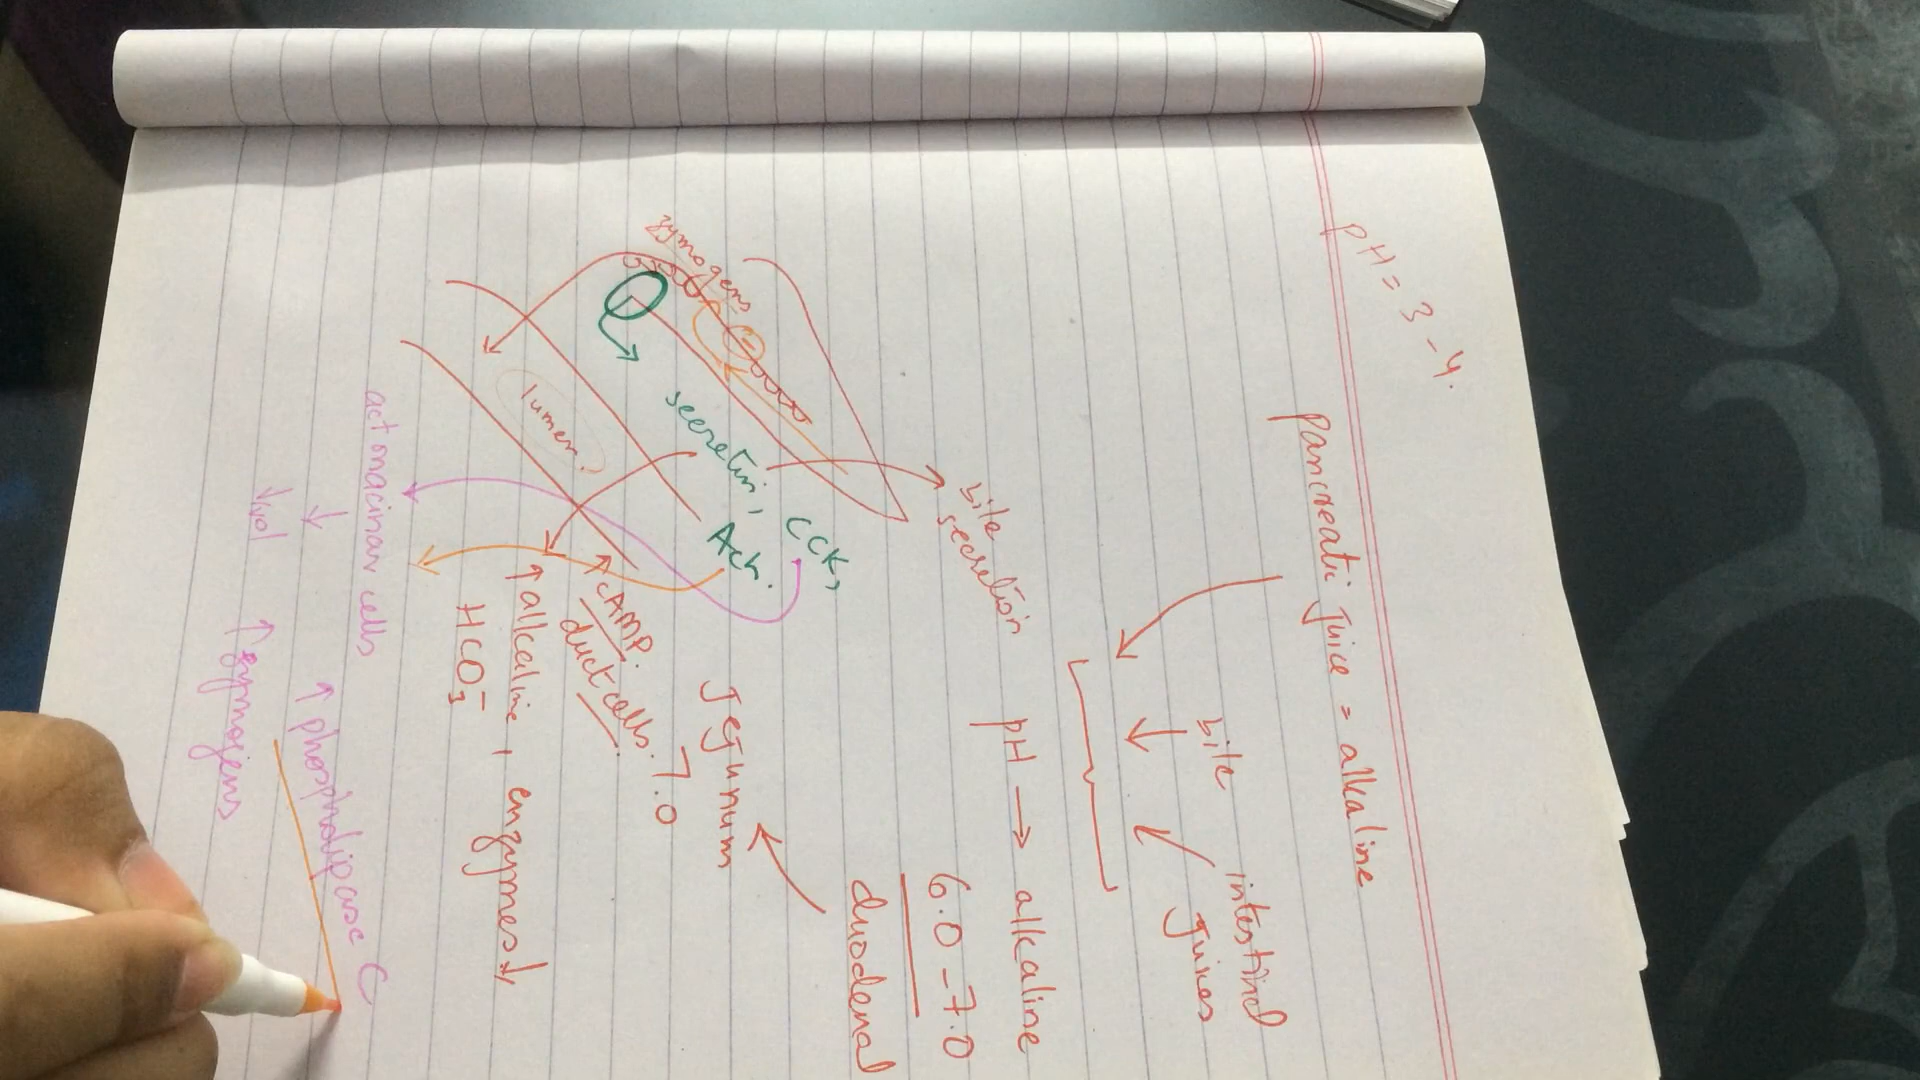 pH = 3 - 4.
pancreatic juice = alkaline
bile
intestinal
juices
pH → alkaline
6.0 - 7.0
duodenal
bile
secretion
Jejunum
7.0
zymogens
secretin,
CCK,
Ach.
lumen.
↑ cAMP.
duct cells.
↑ alkaline, enzymes↓
HCO3-
act on acinar cells
↑ phospholipase C
↓ vol
↑ zymogens